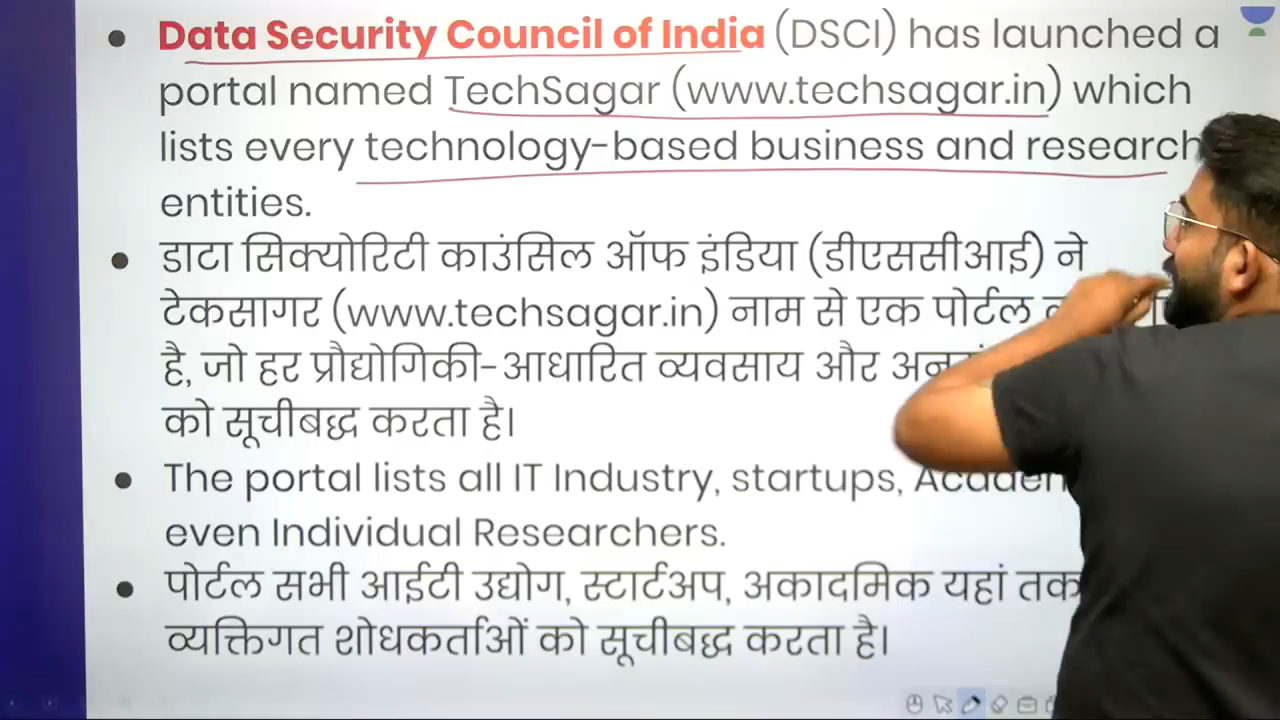 Data Security Council of India (DSCI) has launched a
portal named TechSagar (www.techsagar.in) which
lists every technology-based business and research
entities.
डाटा सिक्योरिटी काउंसिल ऑफ इंडिया (डीएससीआई) ने
टेकसागर (www.techsagar.in) नाम से एक पोर्टल
है, जो हर प्रौद्योगिकी-आधारित व्यवसाय और
को सूचीबद्ध करता है।
The portal lists all IT Industry, startups,
even Individual Researchers.
पोर्टल सभी आईटी उद्योग, स्टार्टअप, अकादमिक यहां तक
व्यक्तिगत शोधकर्ताओं को सूचीबद्ध करता है।